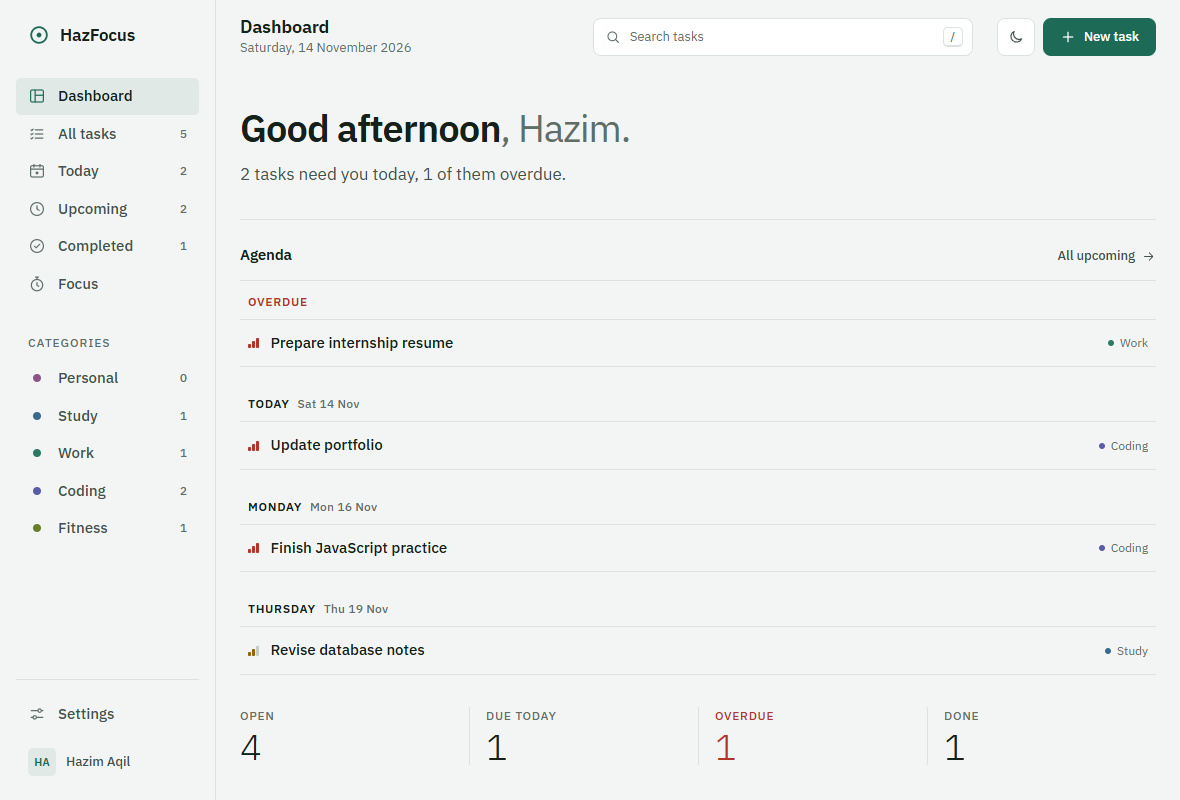 HazFocus
Dashboard
All tasks 5
Today 2
Upcoming 2
Completed 1
Focus
CATEGORIES
Personal 0
Study 1
Work 1
Coding 2
Fitness 1
Settings
HA Hazim Aqil
Dashboard
Saturday, 14 November 2026
Search tasks /
New task
Good afternoon, Hazim.
2 tasks need you today, 1 of them overdue.
Agenda
All upcoming →
OVERDUE
Prepare internship resume Work
TODAY Sat 14 Nov
Update portfolio Coding
MONDAY Mon 16 Nov
Finish JavaScript practice Coding
THURSDAY Thu 19 Nov
Revise database notes Study
OPEN
4
DUE TODAY
1
OVERDUE
1
DONE
1